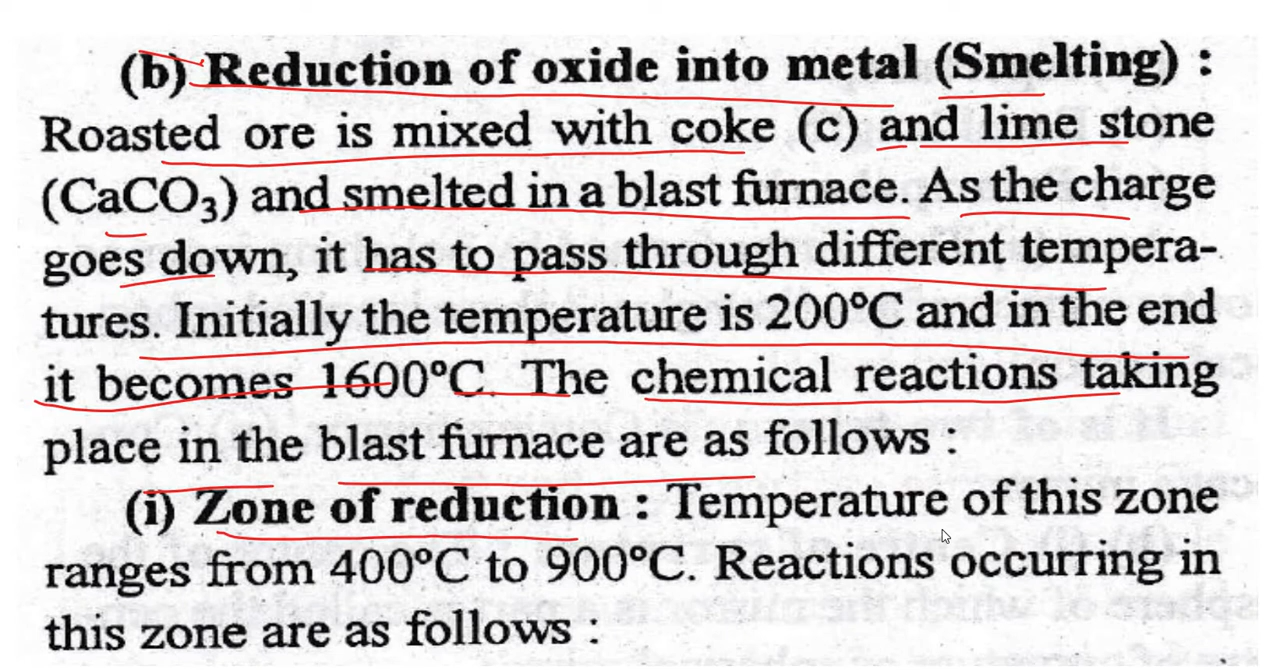 (b) Reduction of oxide into metal (Smelting) :
Roasted ore is mixed with coke (c) and lime stone
(CaCO₃) and smelted in a blast furnace. As the charge
goes down, it has to pass through different tempera-
tures. Initially the temperature is 200°C and in the end
it becomes 1600°C. The chemical reactions taking
place in the blast furnace are as follows :
(i) Zone of reduction : Temperature of this zone
ranges from 400°C to 900°C. Reactions occurring in
this zone are as follows :